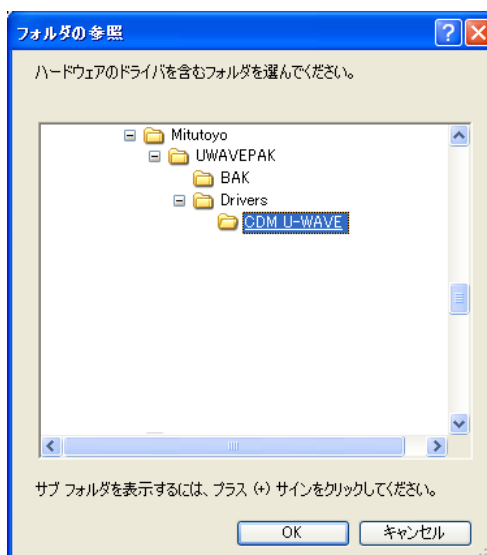 フォルダの参照
ハードウェアのドライバを含むフォルダを選んでください。
Mitutoyo
UWAVEPAK
BAK
Drivers
CDM U-WAVE
サブ フォルダを表示するには、プラス (+) サインをクリックしてください。
OK キャンセル